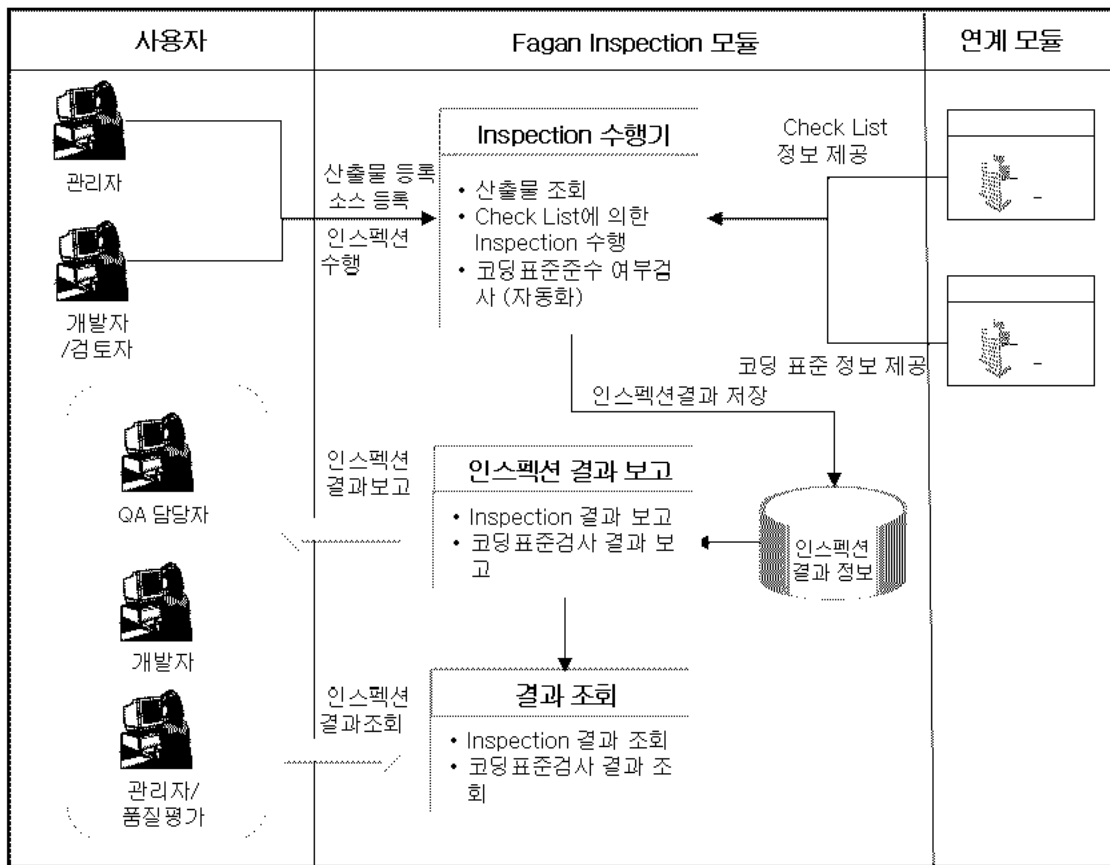 사용자
Fagan Inspection 모듈
연계 모듈
관리자
개발자
/검토자
산출물 등록
소스 등록
인스펙션
수행
Inspection 수행기
• 산출물 조회
• Check List에 의한
Inspection 수행
• 코딩표준준수 여부검
사 (자동화)
Check List
정보 제공
코딩 표준 정보 제공
인스펙션결과 저장
QA 담당자
개발자
관리자/
품질평가
인스펙션
결과보고
인스펙션 결과 보고
• Inspection 결과 보고
• 코딩표준검사 결과 보
고
인스펙션
결과 정보
인스펙션
결과조회
결과 조회
• Inspection 결과 조회
• 코딩표준검사 결과 조
회